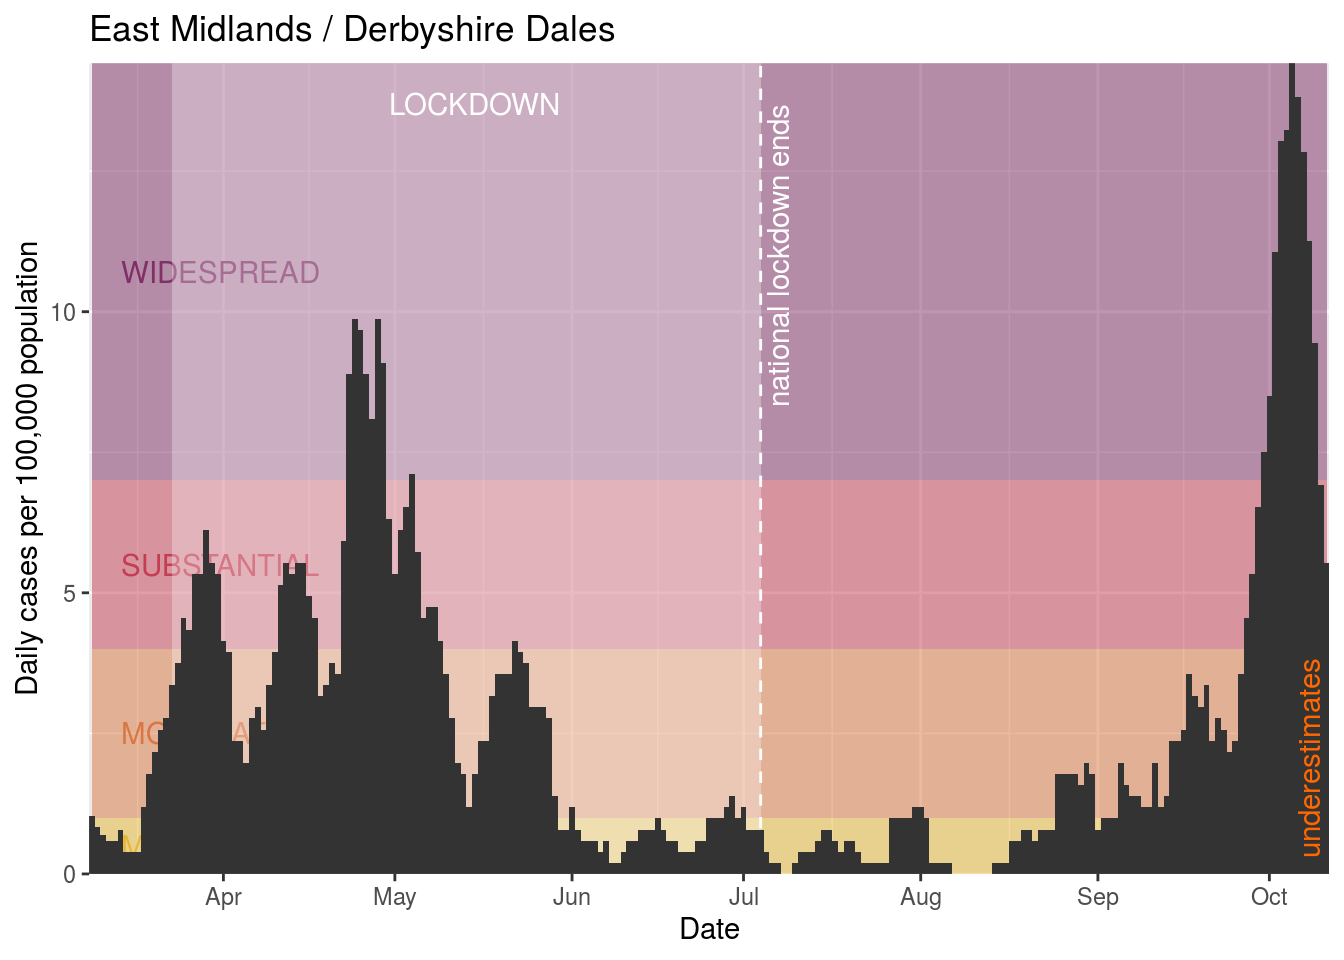 East Midlands / Derbyshire Dales
LOCKDOWN
national lockdown ends
WIDESPREAD
SUBSTANTIAL
underestimates
Daily cases per 100,000 population
10
5
0
Apr
May
Jun
Jul
Aug
Sep
Oct
Date